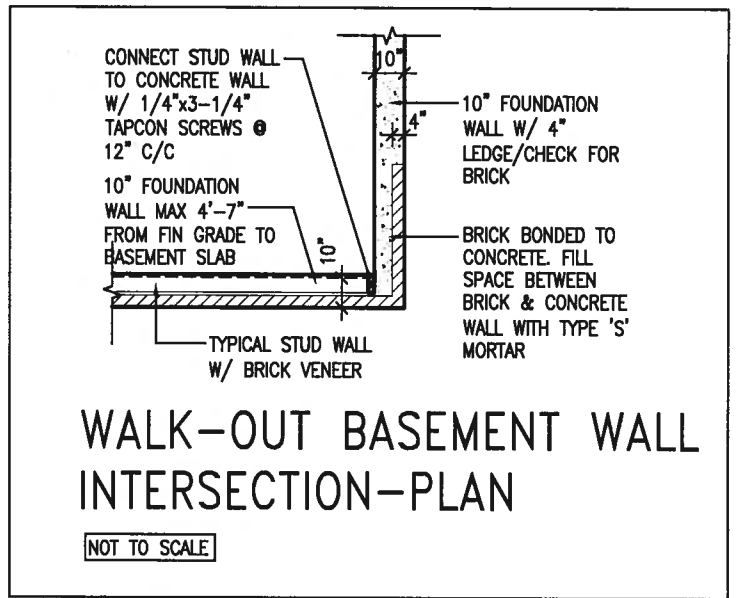 CONNECT STUD WALL
TO CONCRETE WALL
W/ 1/4"x3-1/4"
TAPCON SCREWS @
12" C/C
10" FOUNDATION
WALL MAX 4'-7"
FROM FIN GRADE TO
BASEMENT SLAB
10"
10"
4"
10" FOUNDATION
WALL W/ 4"
LEDGE/CHECK FOR
BRICK
BRICK BONDED TO
CONCRETE. FILL
SPACE BETWEEN
BRICK & CONCRETE
WALL WITH TYPE 'S'
MORTAR
TYPICAL STUD WALL
W/ BRICK VENEER
WALK-OUT BASEMENT WALL
INTERSECTION-PLAN
NOT TO SCALE